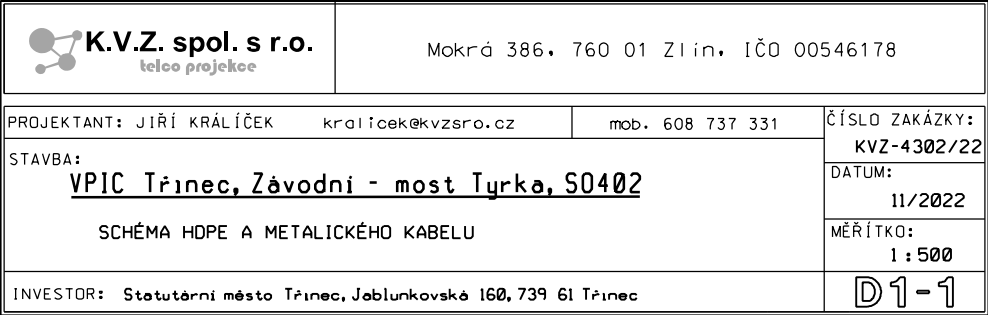 K.V.Z. spol. s r.o.
telco projekce
Mokrá 386, 760 01 Zlín, IČO 00546178
PROJEKTANT: JIŘÍ KRÁLÍČEK kralicek@kvzsro.cz mob. 608 737 331
ČÍSLO ZAKÁZKY:
KVZ-4302/22
STAVBA:
VPIC Třinec, Závodní - most Tyrka, SO402
DATUM:
11/2022
SCHÉMA HDPE A METALICKÉHO KABELU
MĚŘÍTKO:
1:500
INVESTOR: Statutární město Třinec, Jablunkovská 160, 739 61 Třinec
D1-1